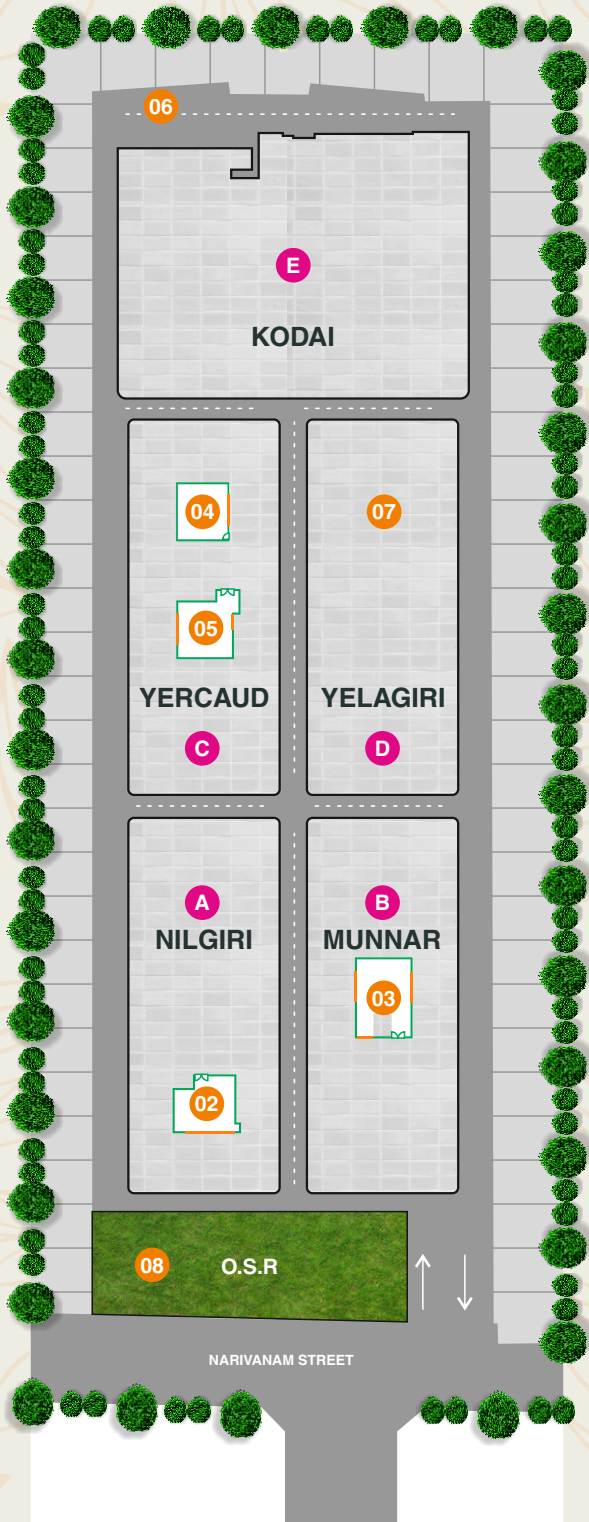 06
E
KODAI
04
07
05
YERCAUD
YELAGIRI
C
D
A
B
NILGIRI
MUNNAR
03
02
08
O.S.R
NARIVANAM STREET